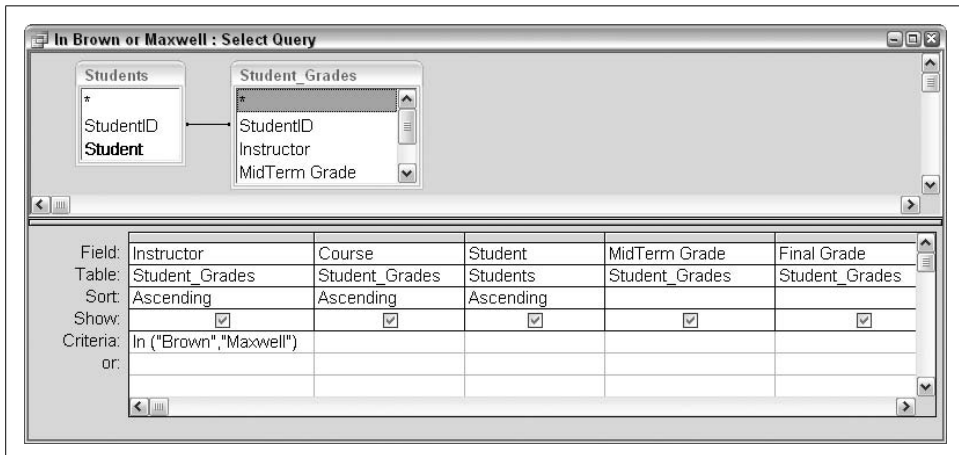 In Brown or Maxwell : Select Query
Students
*
StudentID
Student
Student_Grades
*
StudentID
Instructor
MidTerm Grade
Field: Instructor Course Student MidTerm Grade Final Grade
Table: Student_Grades Student_Grades Students Student_Grades Student_Grades
Sort: Ascending Ascending Ascending
Show:
Criteria: In ("Brown","Maxwell")
or: